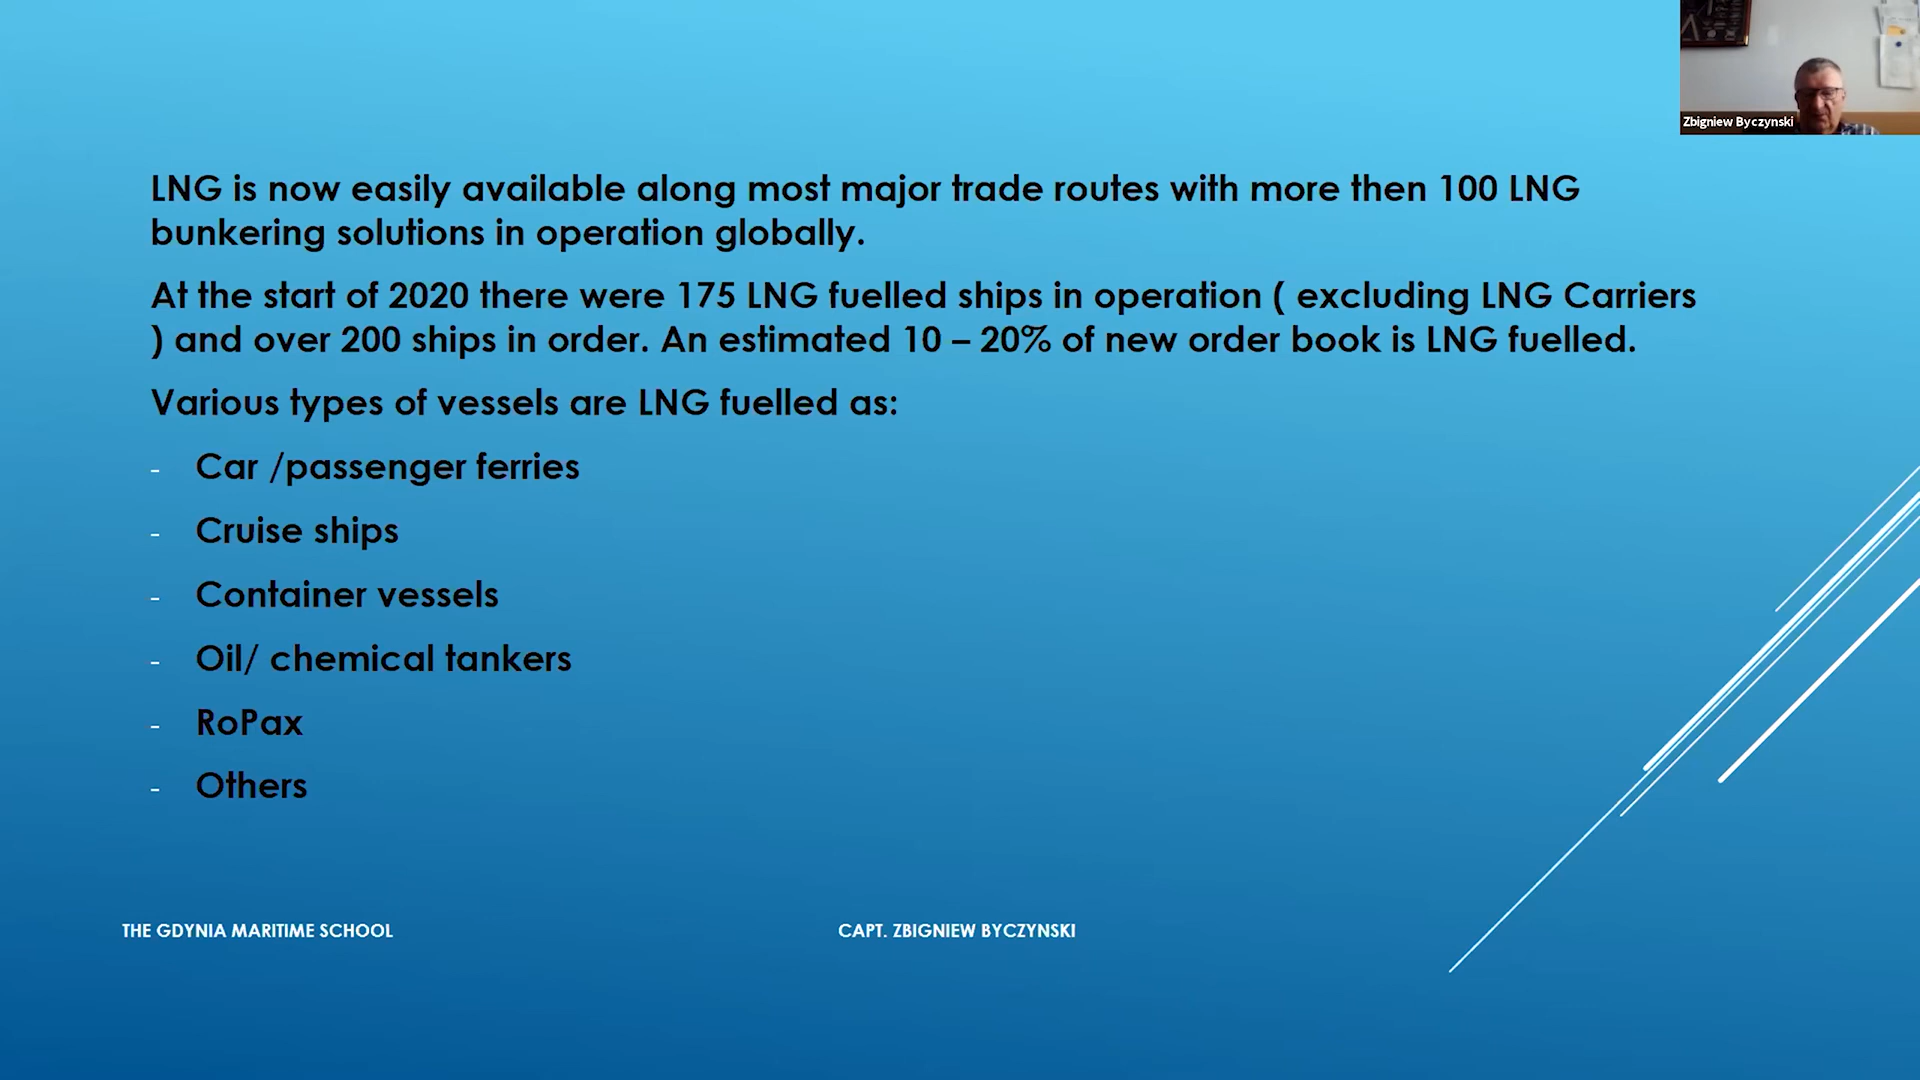 Zbigniew Byczynski
LNG is now easily available along most major trade routes with more then 100 LNG
bunkering solutions in operation globally.
At the start of 2020 there were 175 LNG fuelled ships in operation ( excluding LNG Carriers
) and over 200 ships in order. An estimated 10 – 20% of new order book is LNG fuelled.
Various types of vessels are LNG fuelled as:
- Car /passenger ferries
- Cruise ships
- Container vessels
- Oil/ chemical tankers
- RoPax
- Others
THE GDYNIA MARITIME SCHOOL
CAPT. ZBIGNIEW BYCZYNSKI